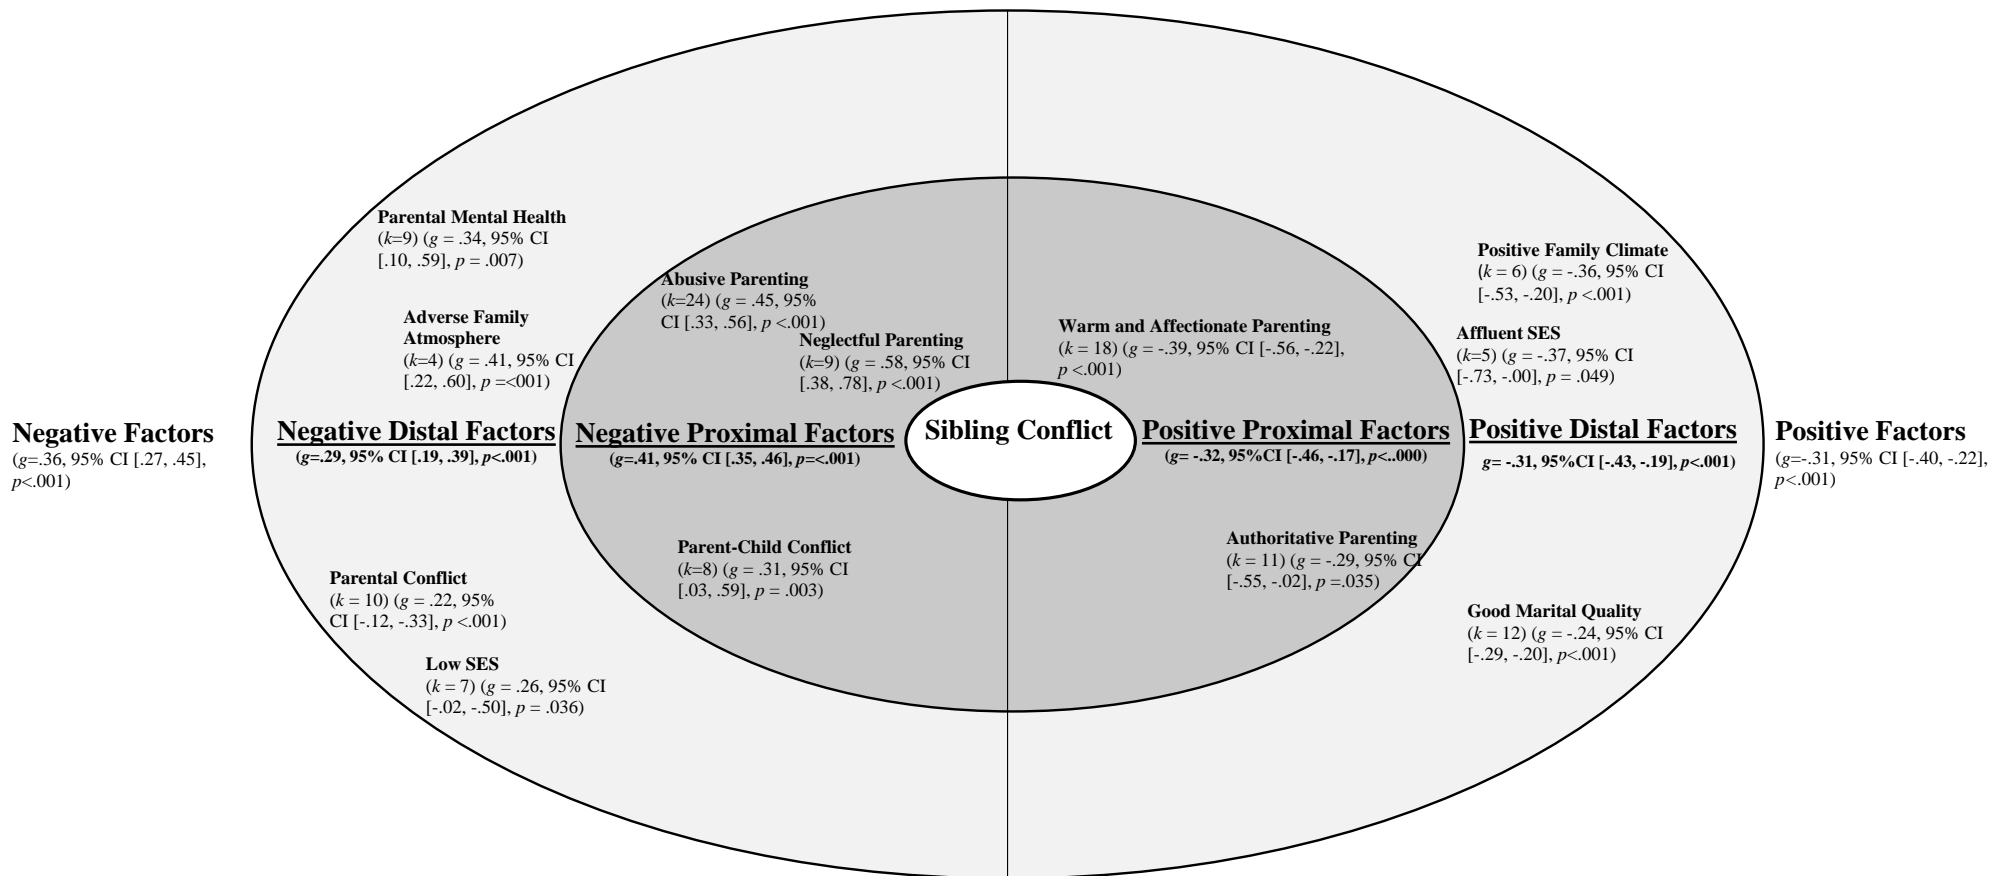 Parental Mental Health
(k=9) (g = .34, 95% CI
[.10, .59], p = .007)
Adverse Family
Atmosphere
(k=4) (g = .41, 95% CI
[.22, .60], p =<001)
Abusive Parenting
(k=24) (g = .45, 95%
CI [.33, .56], p <.001)
Neglectful Parenting
(k=9) (g = .58, 95% CI
[.38, .78], p <.001)
Warm and Affectionate Parenting
(k = 18) (g = -.39, 95% CI [-.56, -.22],
p <.001)
Positive Family Climate
(k = 6) (g = -.36, 95% CI
[-.53, -.20], p <.001)
Affluent SES
(k=5) (g = -.37, 95% CI
[-.73, -.00], p = .049)
Negative Factors
(g=.36, 95% CI [.27, .45],
p<.001)
Negative Distal Factors
(g=.29, 95% CI [.19, .39], p<.001)
Negative Proximal Factors
(g=.41, 95% CI [.35, .46], p=<.001)
Sibling Conflict
Positive Proximal Factors
(g= -.32, 95%CI [-.46, -.17], p<..000)
Positive Distal Factors
g= -.31, 95%CI [-.43, -.19], p<.001)
Positive Factors
(g=-.31, 95% CI [-.40, -.22],
p<.001)
Parental Conflict
(k = 10) (g = .22, 95%
CI [-.12, -.33], p <.001)
Low SES
(k = 7) (g = .26, 95% CI
[-.02, -.50], p = .036)
Parent-Child Conflict
(k=8) (g = .31, 95% CI
[.03, .59], p = .003)
Authoritative Parenting
(k = 11) (g = -.29, 95% CI
[-.55, -.02], p =.035)
Good Marital Quality
(k = 12) (g = -.24, 95% CI
[-.29, -.20], p<.001)